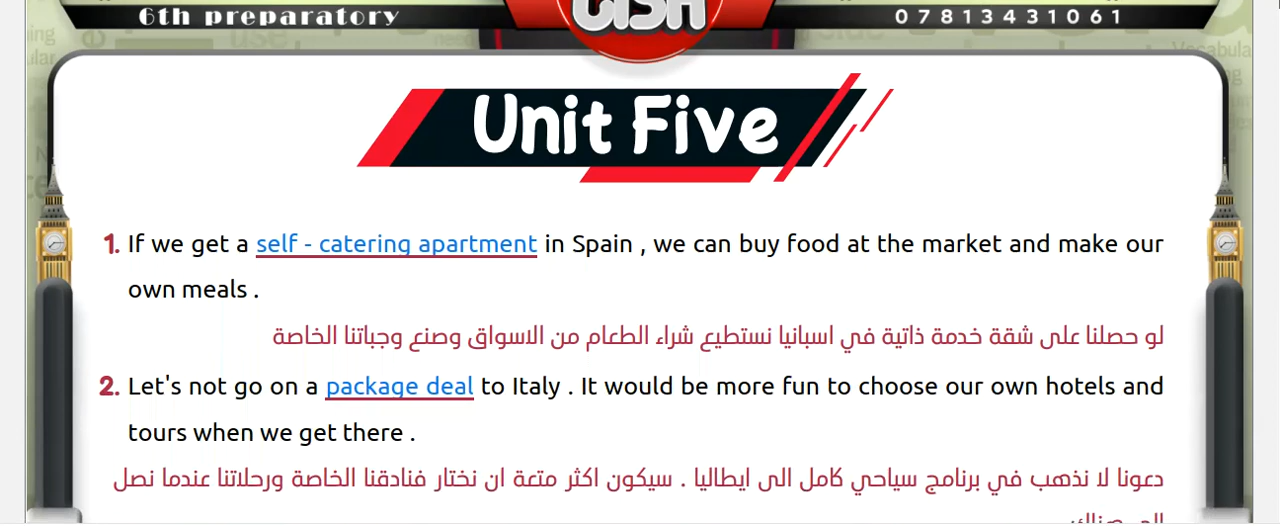 6th preparatory
07813431061
Unit Five
1. If we get a self - catering apartment in Spain , we can buy food at the market and make our
own meals .
لو حصلنا على شقة خدمة ذاتية في اسبانيا نستطيع شراء الطعام من الاسواق وصنع وجباتنا الخاصة
2. Let's not go on a package deal to Italy . It would be more fun to choose our own hotels and
tours when we get there .
دعونا لا نذهب في برنامج سياحي كامل الى ايطاليا . سيكون اكثر متعة ان نختار فنادقنا الخاصة ورحلاتنا عندما نصل